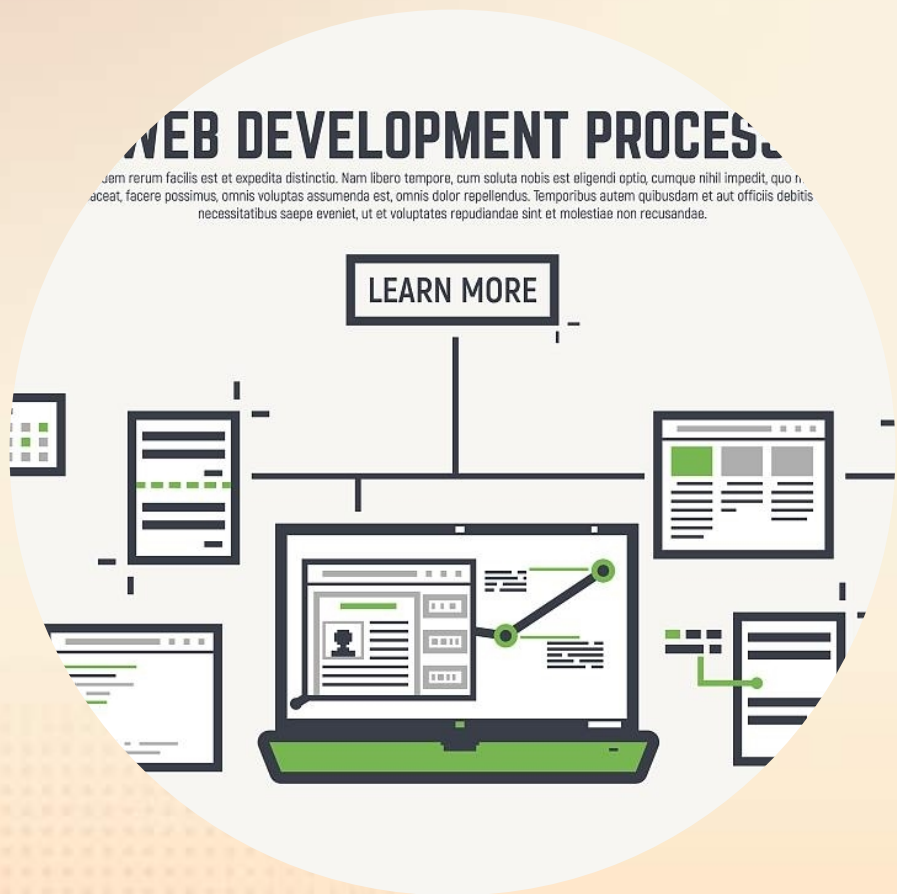 WEB DEVELOPMENT PROCESS
rerum facilis est et expedita distinctio. Nam libero tempore, cum soluta nobis est eligendi optio, cumque nihil impedit, quo
facere possimus, omnis voluptas assumenda est, omnis dolor repellendus. Temporibus autem quibusdam et aut officiis debitis
necessitatibus saepe eveniet, ut et voluptates repudiandae sint et molestiae non recusandae.
LEARN MORE